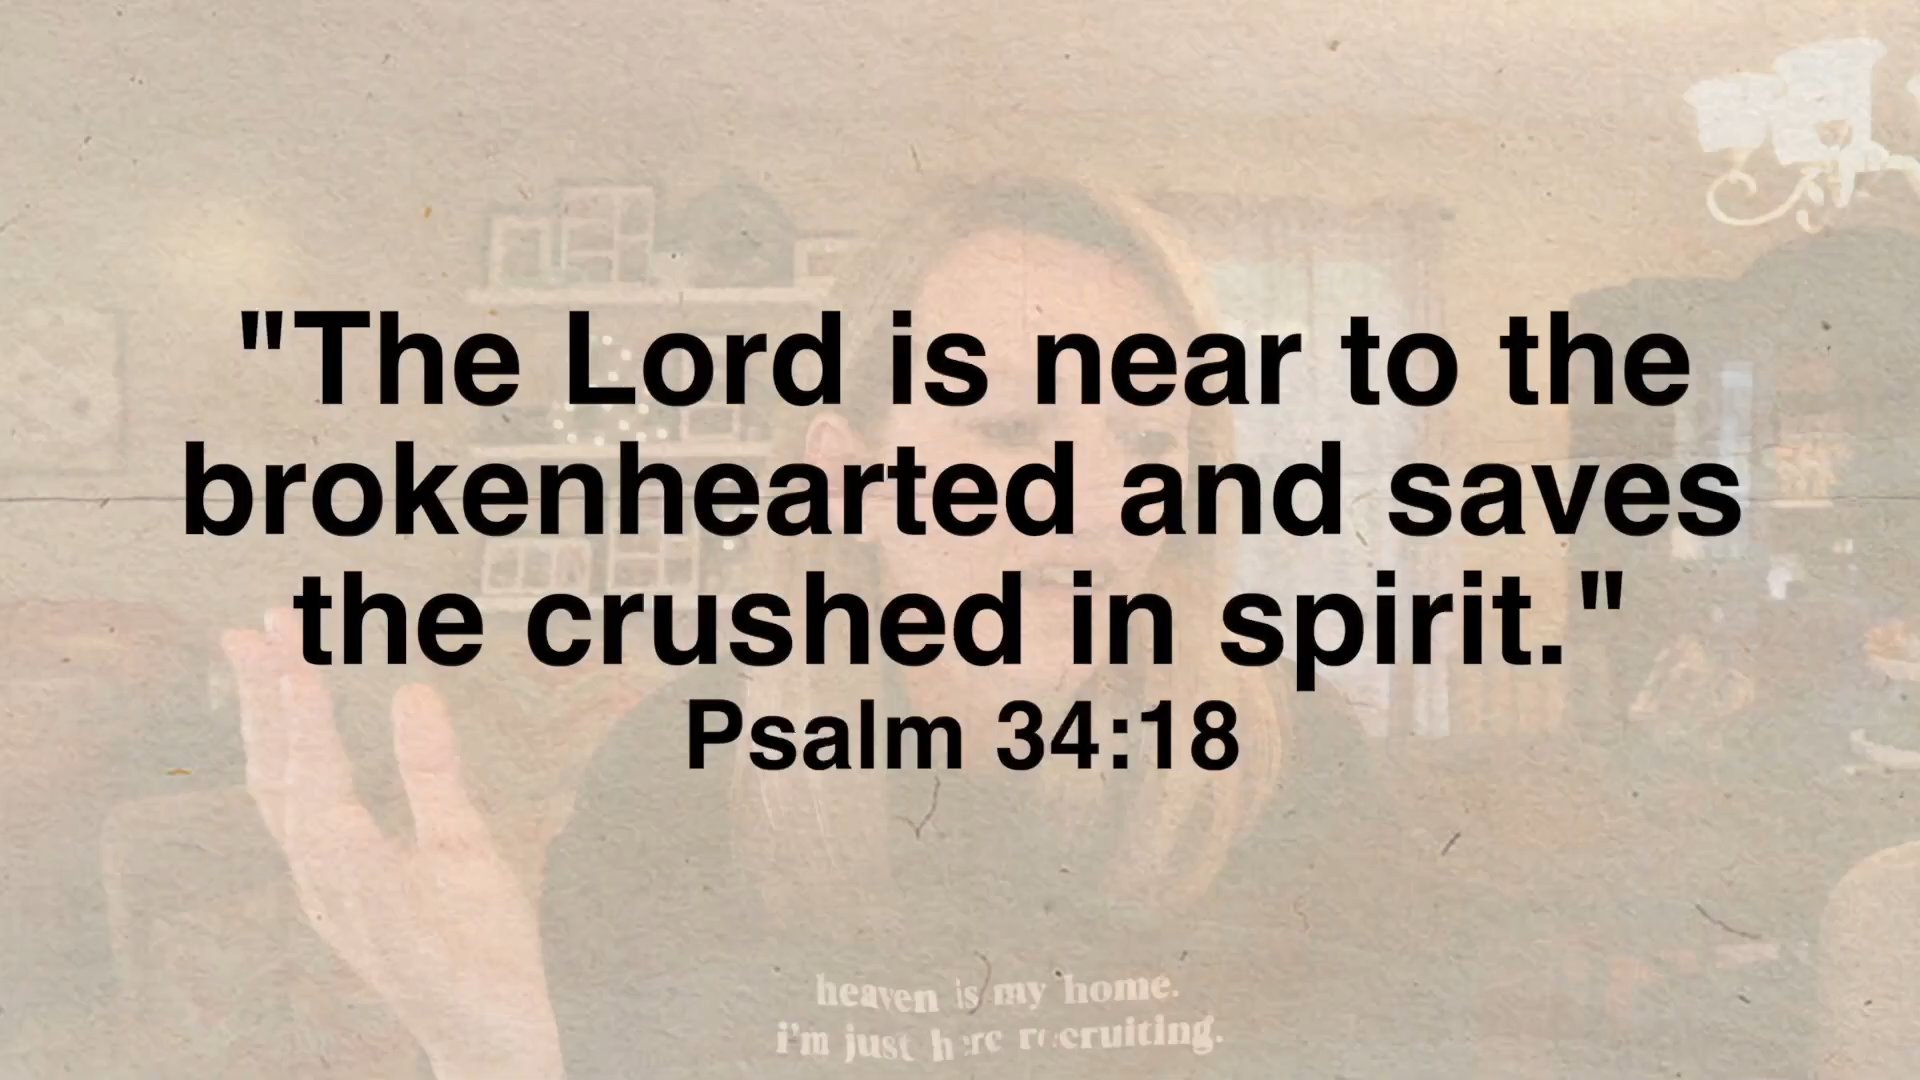 "The Lord is near to the
brokenhearted and saves
the crushed in spirit."
Psalm 34:18
heaven is my home.
i'm just here recruiting.